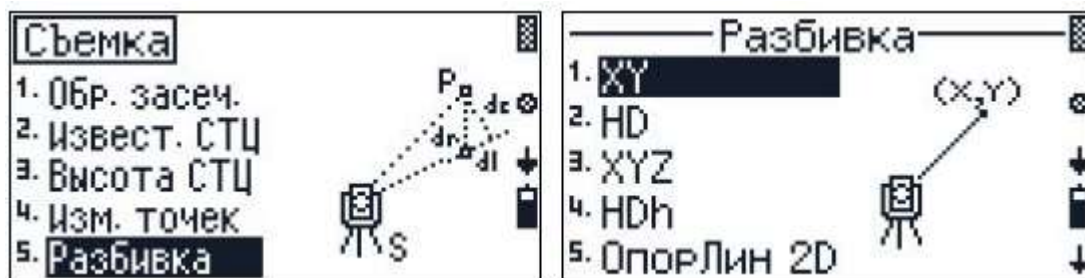 Съемка
1. Обр. засеч.
2. Извест. СТЦ
3. Высота СТЦ
4. Изм. точек
5. Разбивка
P
dc
dr
dl
S
Разбивка
1. XY
2. HD
3. XYZ
4. HDh
5. ОпорЛин 2D
(X,Y)